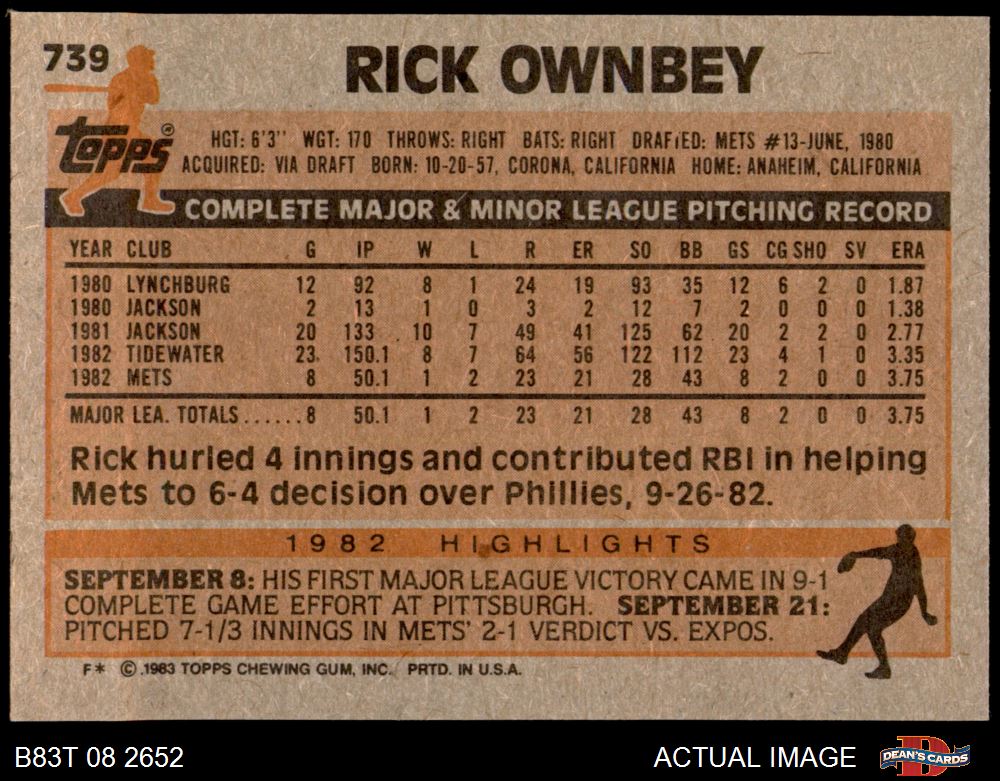 739
RICK OWNBEY
Topps®
HGT: 6'3'' WGT: 170 THROWS: RIGHT BATS: RIGHT DRAFTED: METS #13-JUNE, 1980
ACQUIRED: VIA DRAFT BORN: 10-20-57, CORONA, CALIFORNIA HOME: ANAHEIM, CALIFORNIA
COMPLETE MAJOR & MINOR LEAGUE PITCHING RECORD
YEAR CLUB G IP W L R ER SO BB GS CG SHO SV ERA
1980 LYNCHBURG 12 92 8 1 24 19 93 35 12 6 2 0 1.87
1980 JACKSON 2 13 1 0 3 2 12 7 2 0 0 0 1.38
1981 JACKSON 20 133 10 7 49 41 125 62 20 2 2 0 2.77
1982 TIDEWATER 23 150.1 8 7 64 56 122 112 23 4 1 0 3.35
1982 METS 8 50.1 1 2 23 21 28 43 8 2 0 0 3.75
MAJOR LEA. TOTALS......8 50.1 1 2 23 21 28 43 8 2 0 0 3.75
Rick hurled 4 innings and contributed RBI in helping
Mets to 6-4 decision over Phillies, 9-26-82.
1982 HIGHLIGHTS
SEPTEMBER 8: HIS FIRST MAJOR LEAGUE VICTORY CAME IN 9-1
COMPLETE GAME EFFORT AT PITTSBURGH. SEPTEMBER 21:
PITCHED 7-1/3 INNINGS IN METS' 2-1 VERDICT VS. EXPOS.
F* © 1983 TOPPS CHEWING GUM, INC. PRTD. IN U.S.A.
B83T 08 2652 ACTUAL IMAGE DEAN'S CARDS